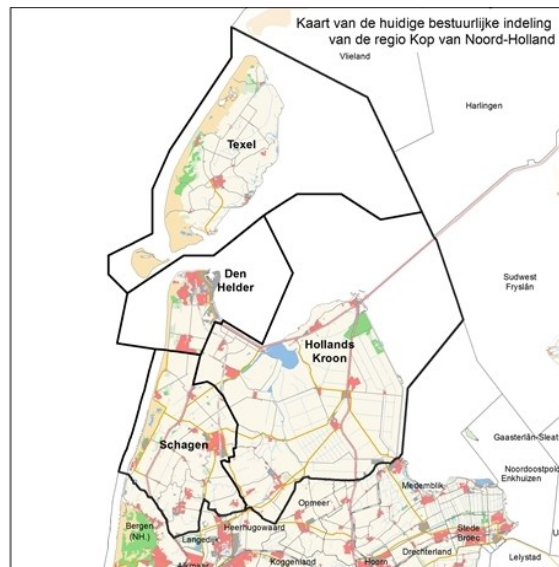 Kaart van de huidige bestuurlijke indeling
van de regio Kop van Noord-Holland
Vlieland
Harlingen
Texel
Den
Helder
Sudwest
Fryslân
Hollands
Kroon
Schagen
Gaasterlân-Sleat
Noordoostpold
Enkhuizen
Medemblik
Opmeer
Bergen
(NH.)
Heerhugowaard
Langedijk
Stede
Broec
Drechterland
Hoorn
Koggenland
Alkmaar
Lelystad